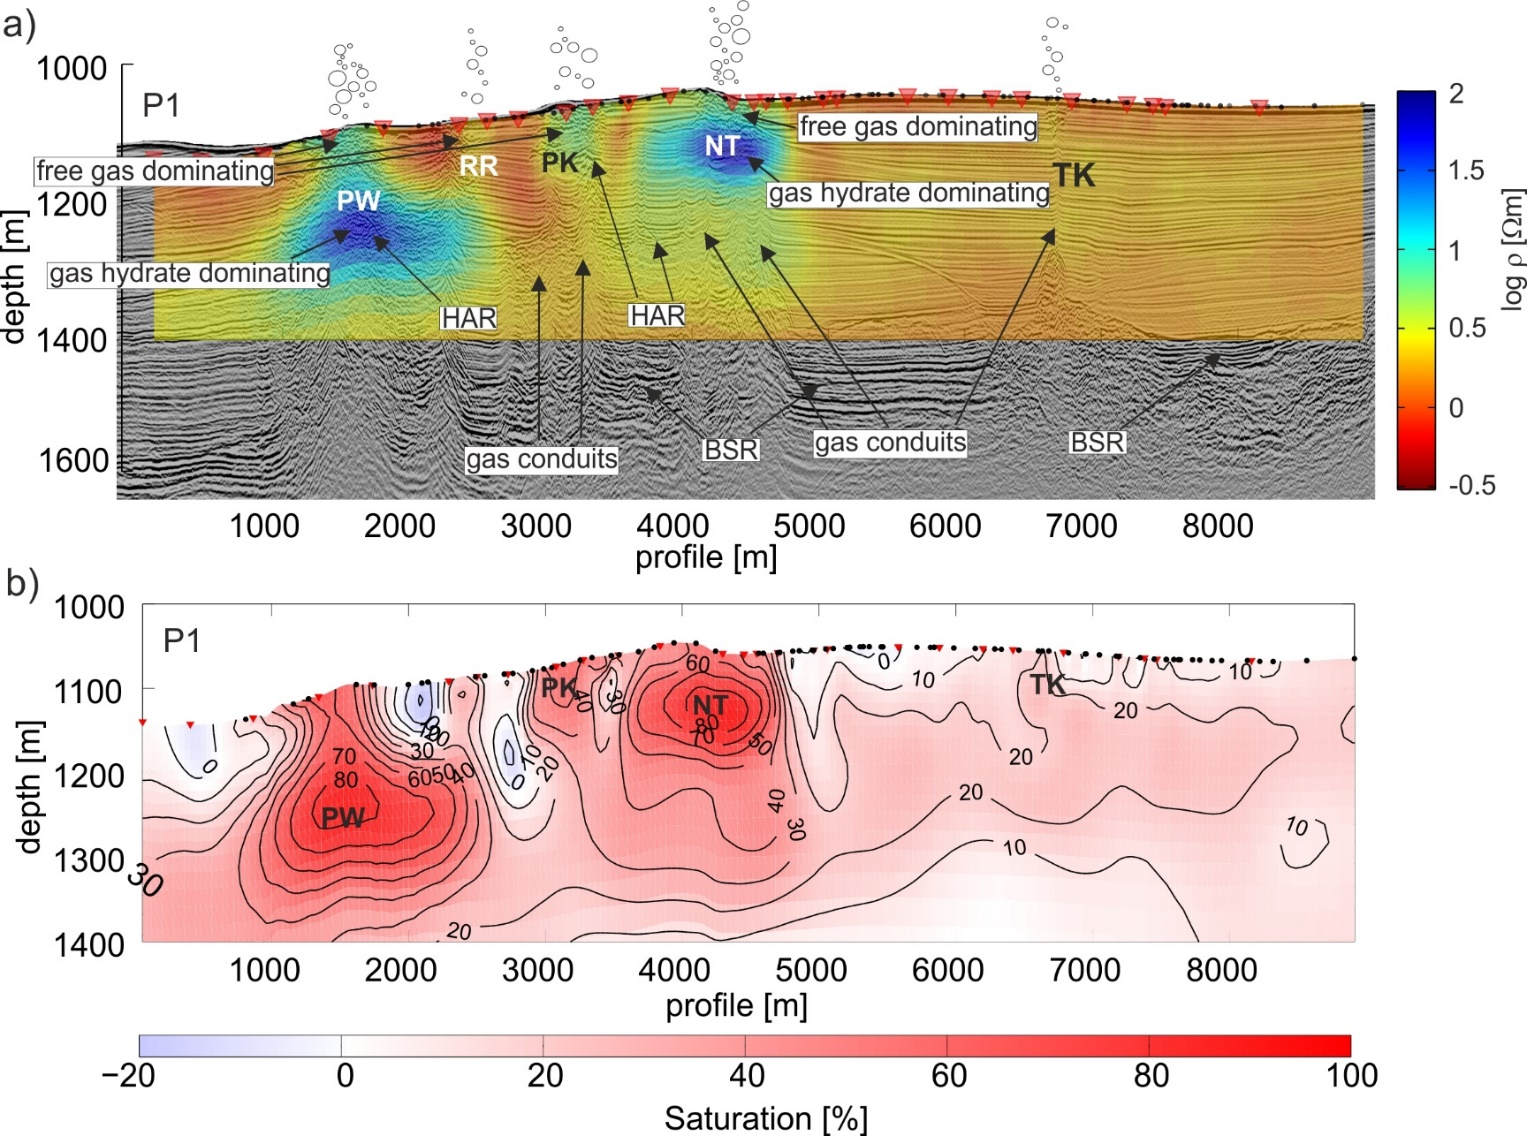 a)
1000
P1
free gas dominating
NT
free gas dominating
RR
PK
TK
1200
PW
gas hydrate dominating
gas hydrate dominating
HAR
HAR
1400
BSR
gas conduits
BSR
gas conduits
1600
depth [m]
1000 2000 3000 4000 5000 6000 7000 8000
profile [m]
2
1.5
1
0.5
0
-0.5
log ρ [Ωm]
b)
1000
P1
60
0
10
10
1100
PK
40
30
NT
80
70
50
TK
20
20
30
70
0
80
60 50 40
10
20
0
1200
PW
40
30
20
10
10
1300
30
20
1400
depth [m]
1000 2000 3000 4000 5000 6000 7000 8000
profile [m]
−20 0 20 40 60 80 100
Saturation [%]